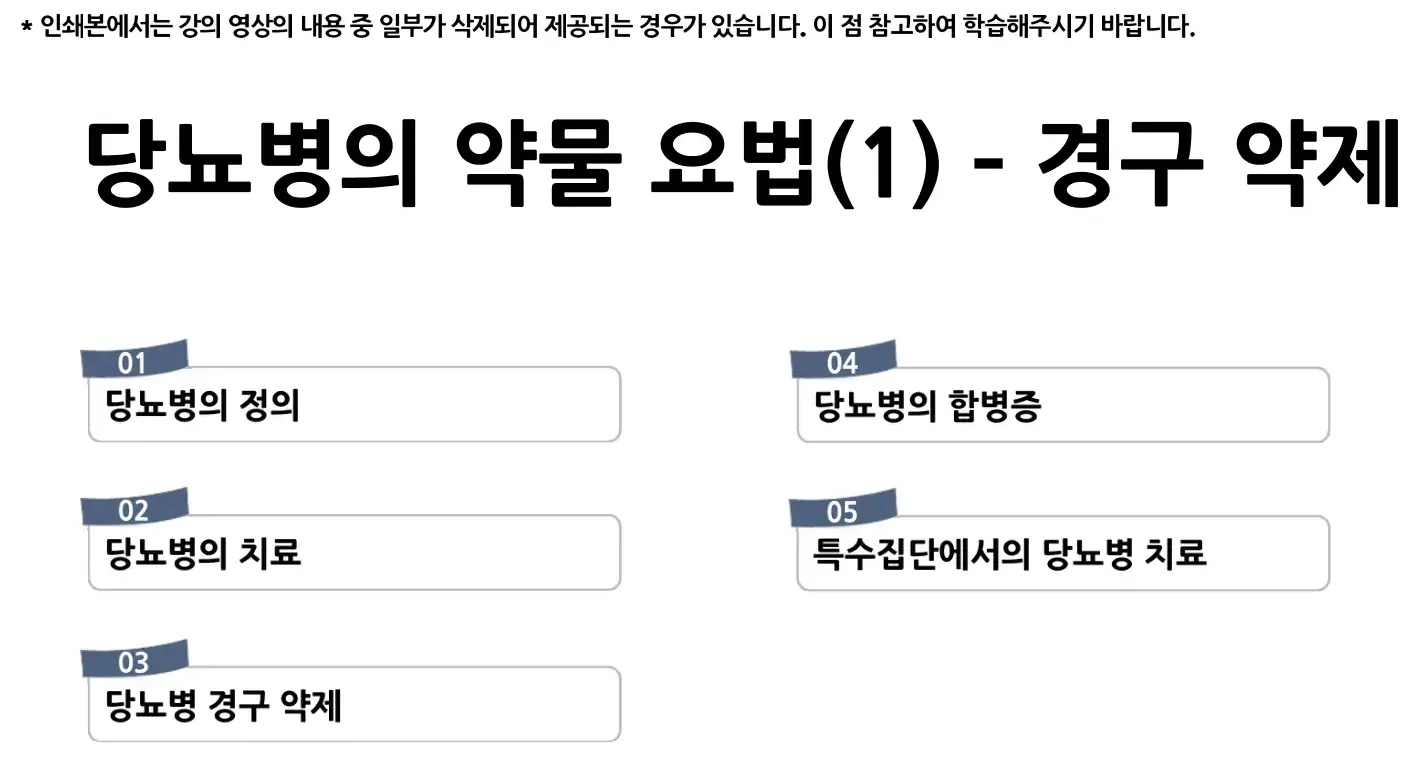 * 인쇄본에서는 강의 영상의 내용 중 일부가 삭제되어 제공되는 경우가 있습니다. 이 점 참고하여 학습해주시기 바랍니다.
당뇨병의 약물 요법(1) - 경구 약제
01
당뇨병의 정의
02
당뇨병의 치료
03
당뇨병 경구 약제
04
당뇨병의 합병증
05
특수집단에서의 당뇨병 치료